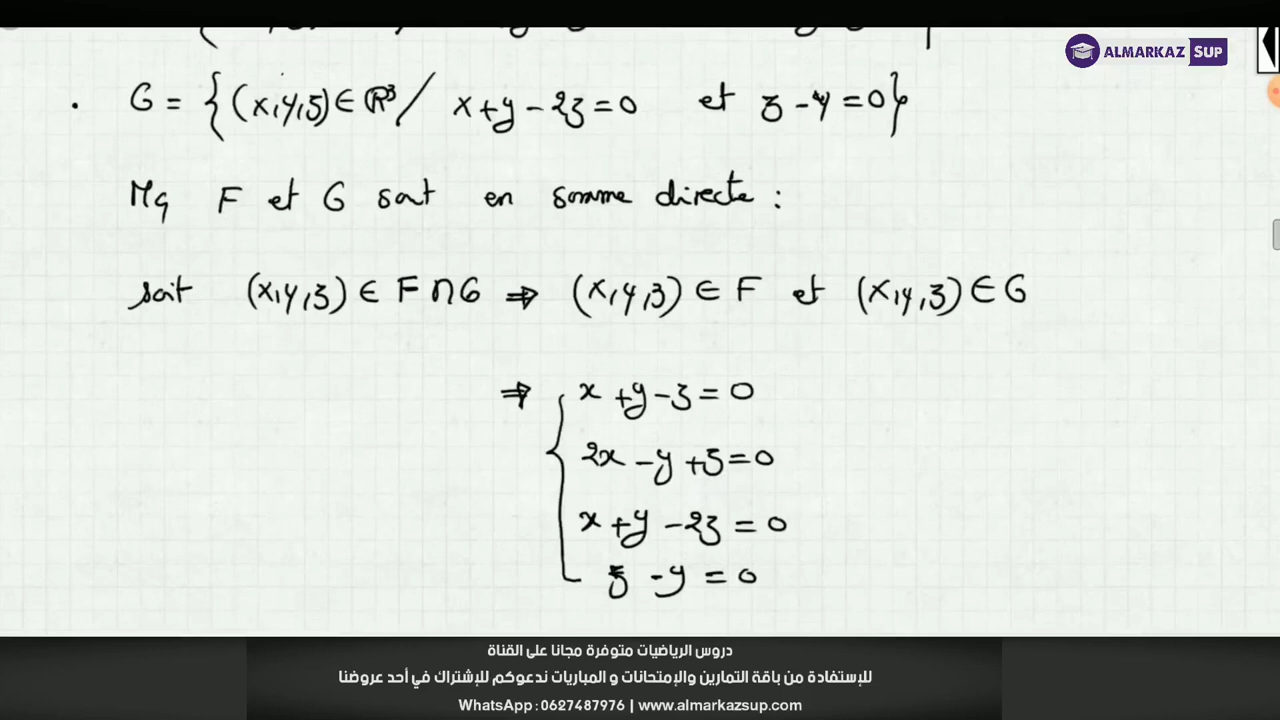 ALMARKAZ SUP
. G = {(x,y,z) ∈ ℝ³ / x+y-2z=0 et z-y=0}
Mq F et G sont en somme directe :
soit (x,y,z) ∈ F ∩ G ⇒ (x,y,z) ∈ F et (x,y,z) ∈ G
⇒ { x+y-z=0
2x-y+z=0
x+y-2z=0
z-y=0
دروس الرياضيات متوفرة مجانا على القناة
للإستفادة من باقة التمارين والإمتحانات و المباريات ندعوكم للإشتراك في أحد عروضنا
WhatsApp : 0627487976 | www.almarkazsup.com